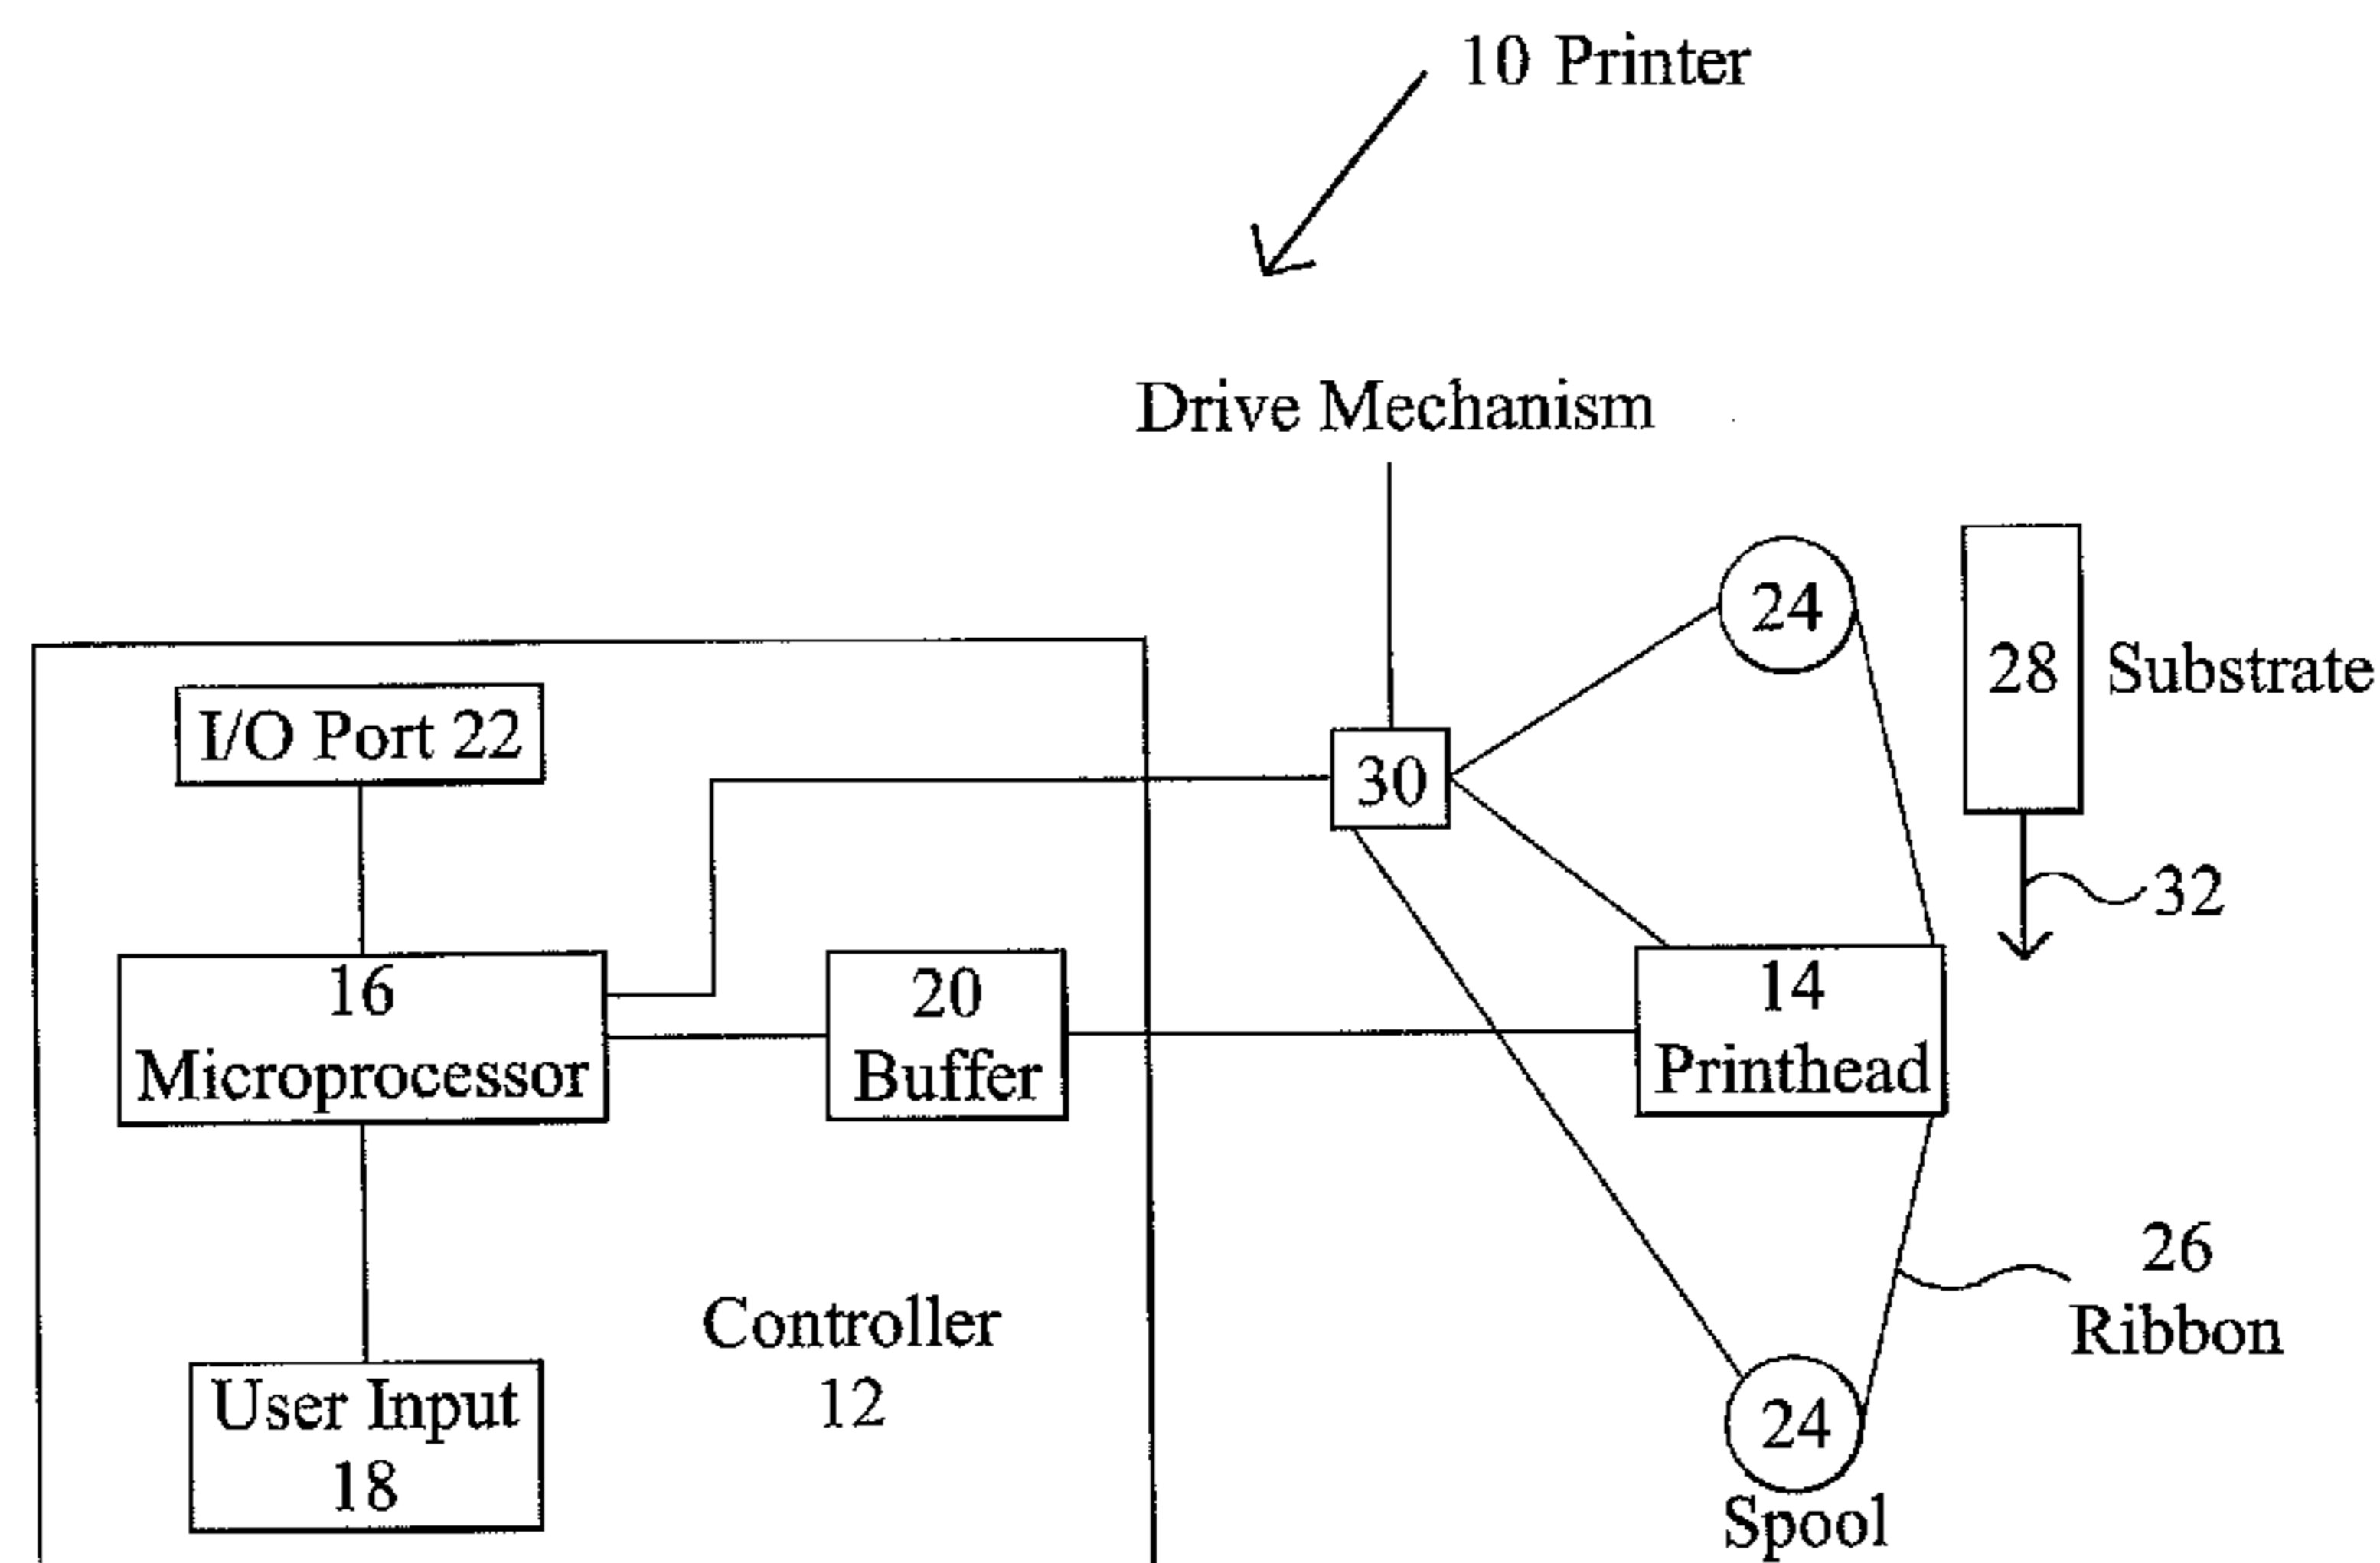 10 Printer
Drive Mechanism
24
28 Substrate
I/O Port 22
30
32
16
Microprocessor
20
Buffer
14
Printhead
26
Ribbon
Controller
12
User Input
18
24
Spool